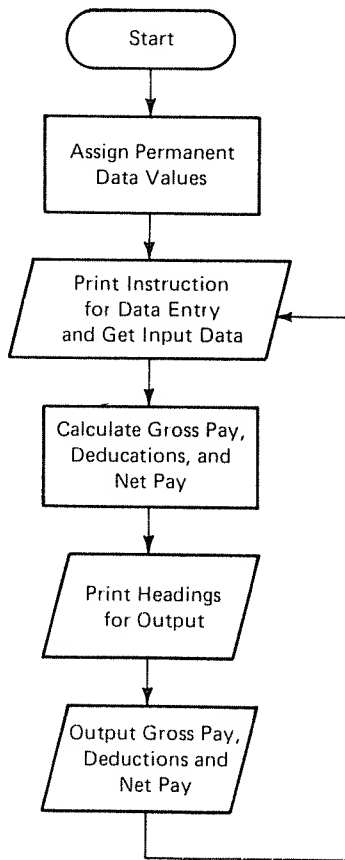 Start
Assign Permanent
Data Values
Print Instruction
for Data Entry
and Get Input Data
Calculate Gross Pay,
Deducations, and
Net Pay
Print Headings
for Output
Output Gross Pay,
Deductions and
Net Pay